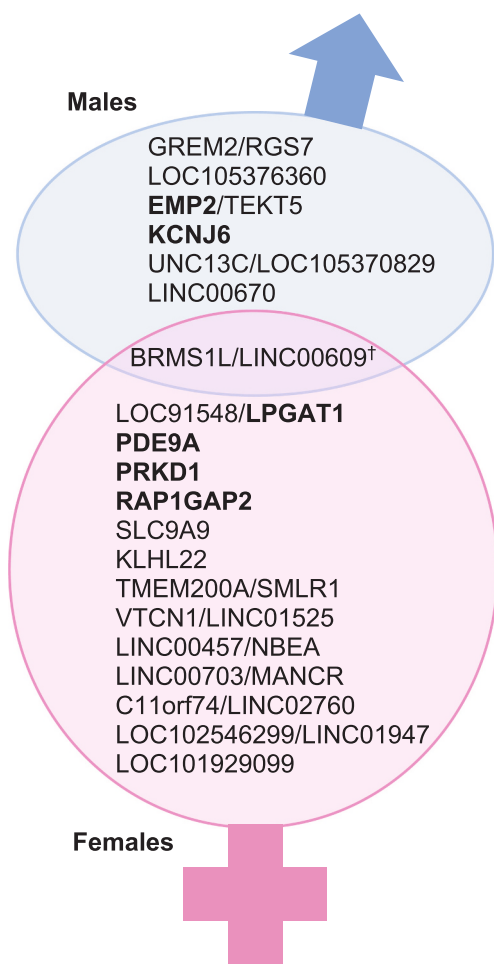 Males
GREM2/RGS7
LOC105376360
EMP2/TEKT5
KCNJ6
UNC13C/LOC105370829
LINC00670
BRMS1L/LINC00609†
LOC91548/LPGAT1
PDE9A
PRKD1
RAP1GAP2
SLC9A9
KLHL22
TMEM200A/SMLR1
VTCN1/LINC01525
LINC00457/NBEA
LINC00703/MANCR
C11orf74/LINC02760
LOC102546299/LINC01947
LOC101929099
Females